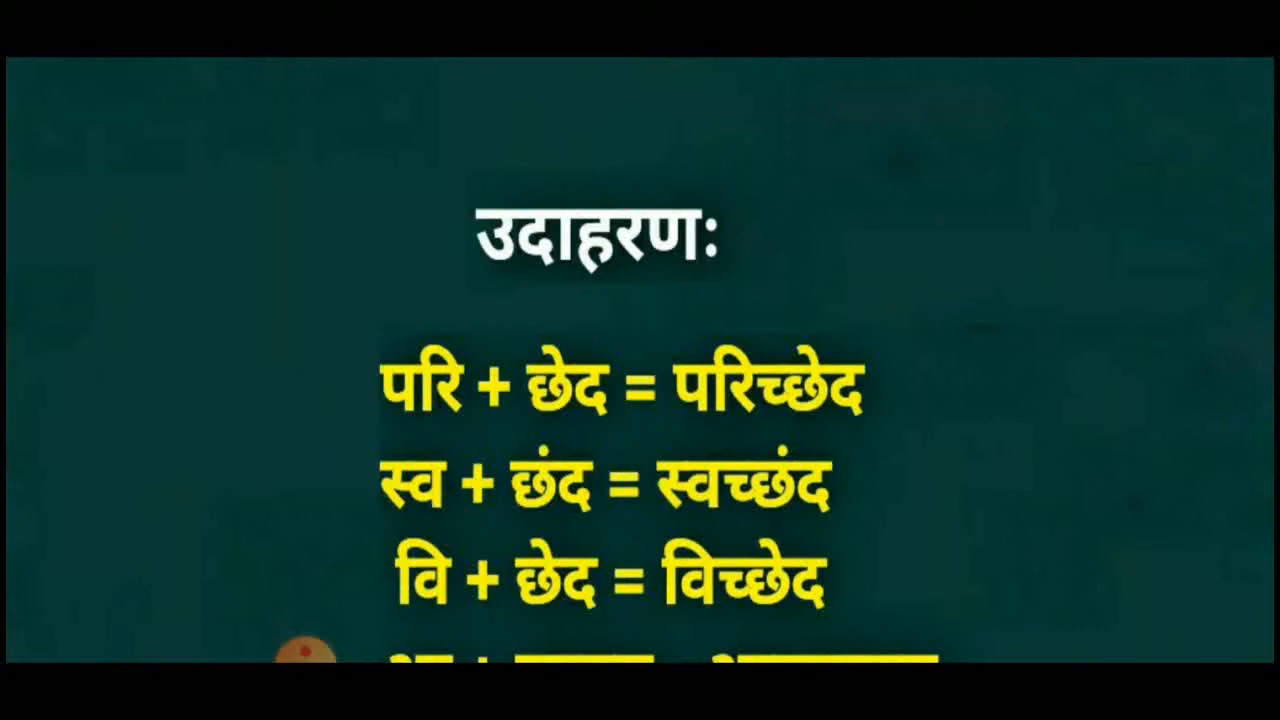 उदाहरणः
परि + छेद = परिच्छेद
स्व + छंद = स्वच्छंद
वि + छेद = विच्छेद